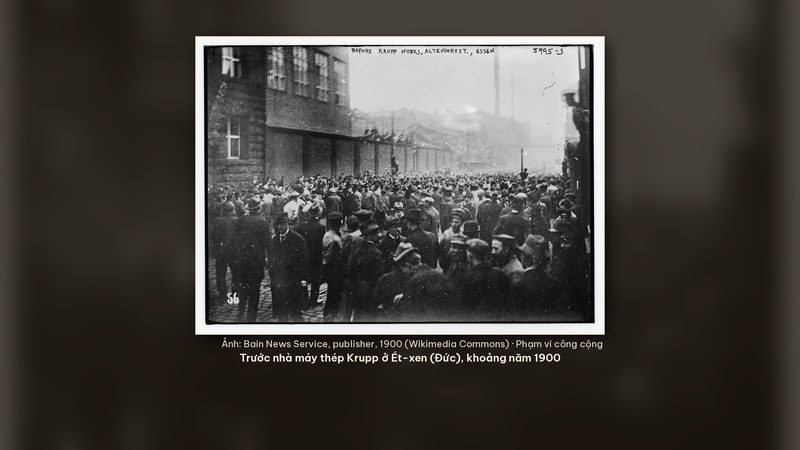 BEFORE KRUPP WORKS, ALTENDORFST., ESSEN 5995-3
56
Ảnh: Bain News Service, publisher, 1900 (Wikimedia Commons) · Phạm vi công cộng
Trước nhà máy thép Krupp ở Ét-xen (Đức), khoảng năm 1900